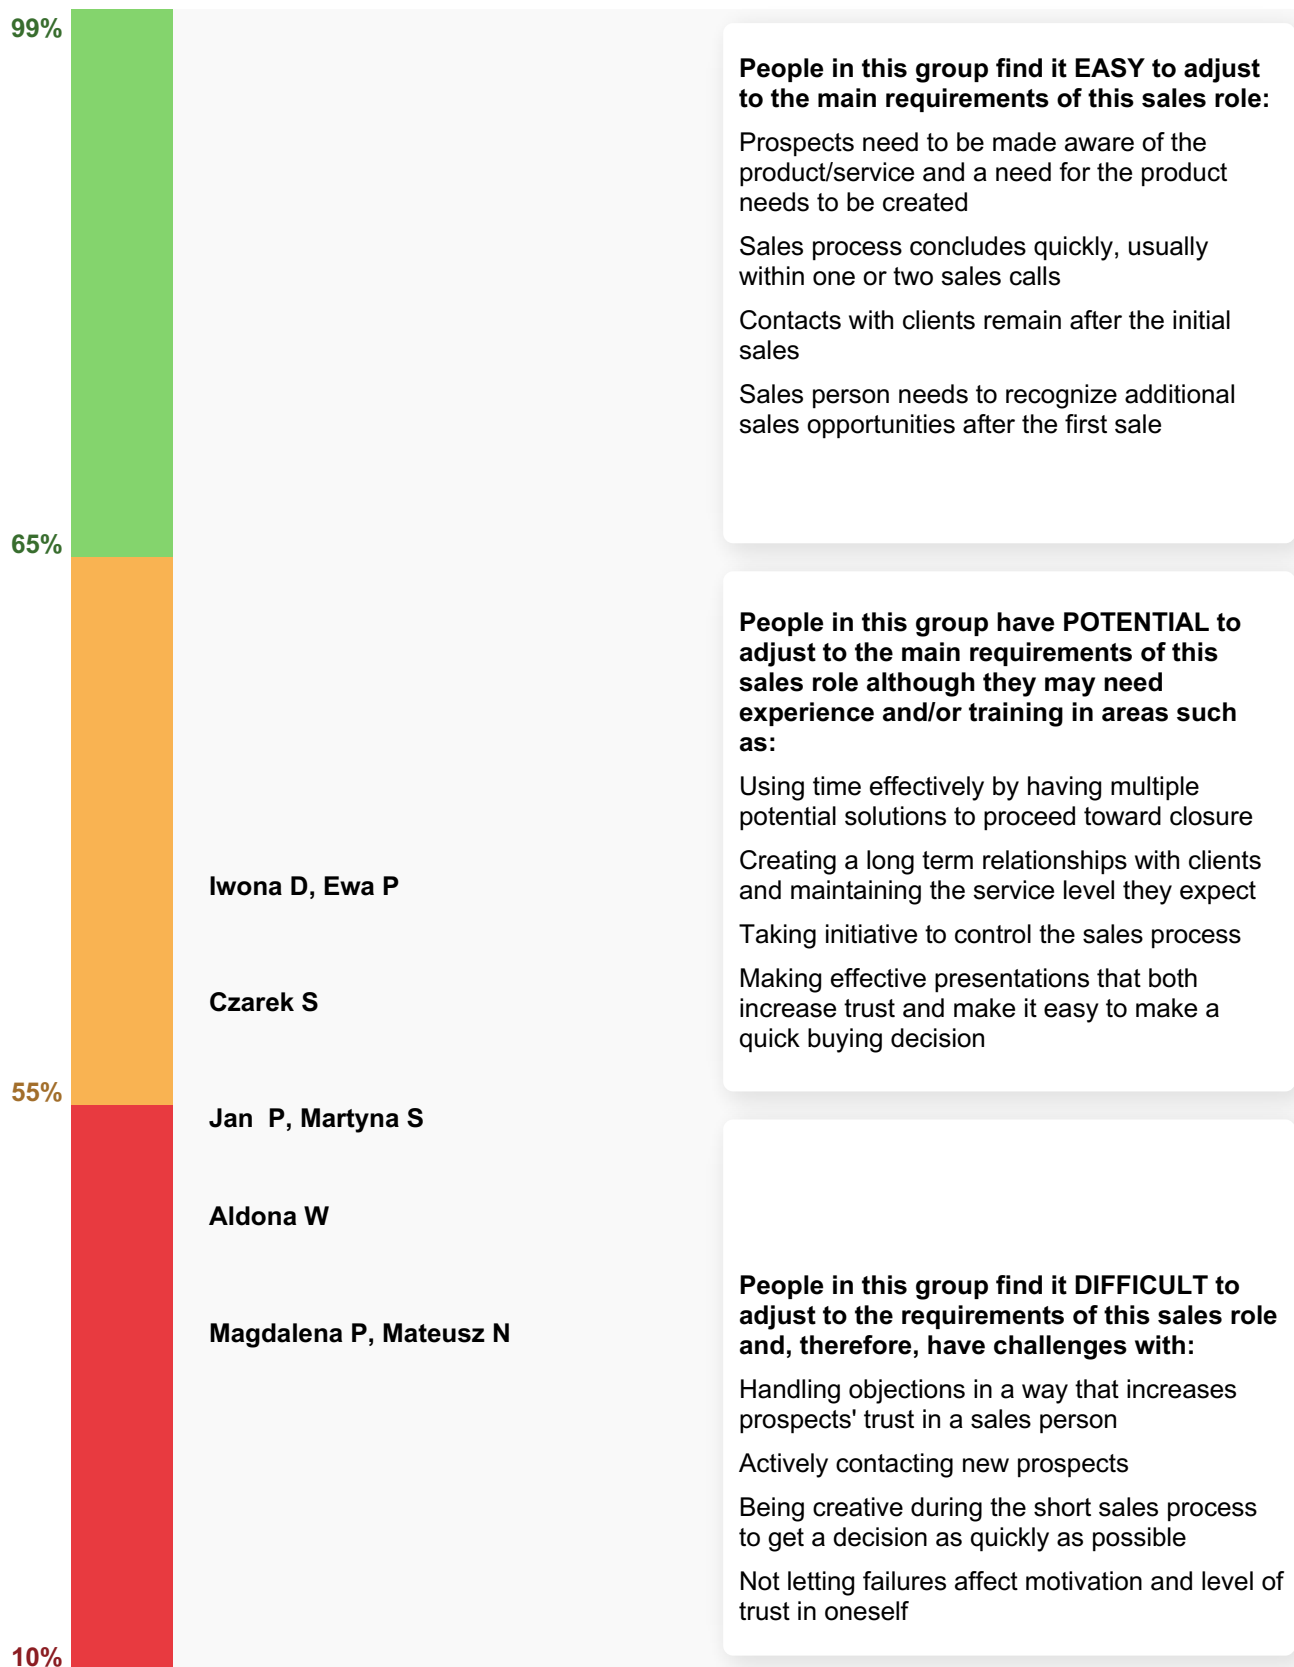 99%
People in this group find it EASY to adjust
to the main requirements of this sales role:
Prospects need to be made aware of the
product/service and a need for the product
needs to be created
Sales process concludes quickly, usually
within one or two sales calls
Contacts with clients remain after the initial
sales
Sales person needs to recognize additional
sales opportunities after the first sale
65%
People in this group have POTENTIAL to
adjust to the main requirements of this
sales role although they may need
experience and/or training in areas such
as:
Using time effectively by having multiple
potential solutions to proceed toward closure
Creating a long term relationships with clients
and maintaining the service level they expect
Taking initiative to control the sales process
Making effective presentations that both
increase trust and make it easy to make a
quick buying decision
Iwona D, Ewa P
Czarek S
55%
Jan  P, Martyna S
Aldona W
Magdalena P, Mateusz N
People in this group find it DIFFICULT to
adjust to the requirements of this sales role
and, therefore, have challenges with:
Handling objections in a way that increases
prospects' trust in a sales person
Actively contacting new prospects
Being creative during the short sales process
to get a decision as quickly as possible
Not letting failures affect motivation and level of
trust in oneself
10%